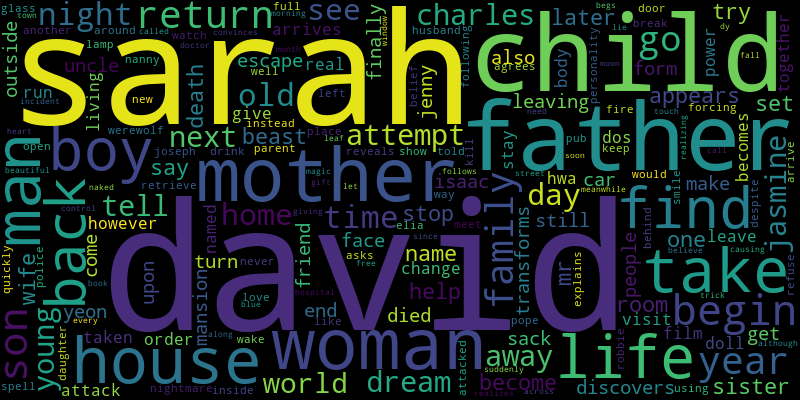 glass town another around called door begs
night return full morning arrives see charles later try
sarah child
outside lamp watch doctor convinces husband window finally break lie dy
uncle nanny escape real also agrees body personality power go together
run living death old well left jenny following moun form fall
incident new give belief leaving appears set
werewolf instead fire touch forcing
man boy next beast place attempt father
heart joseph drink parent leaf pub dos need realizing
open say magic reveals show told kill stay keep call becomes
beautiful retrieve mother isaac street soon would arrive
naked gift let follows way hwa car smile make despite jasmine
back tell home time stop family day meanwhile find
however named giving elia meet still
quickly police wife come friend face since name transforms mr explains people behind one leave
control upon turn asks change free believe causing refuse
david
son young yeon mansion never hospital help room take
book love blue died pope visit trick
daughter taken order end woman sack robbie film begin
every along wake like suddenly away doll get although
house world dream attacked life year
spell attack nightmare inside become realizes across discovers using sister